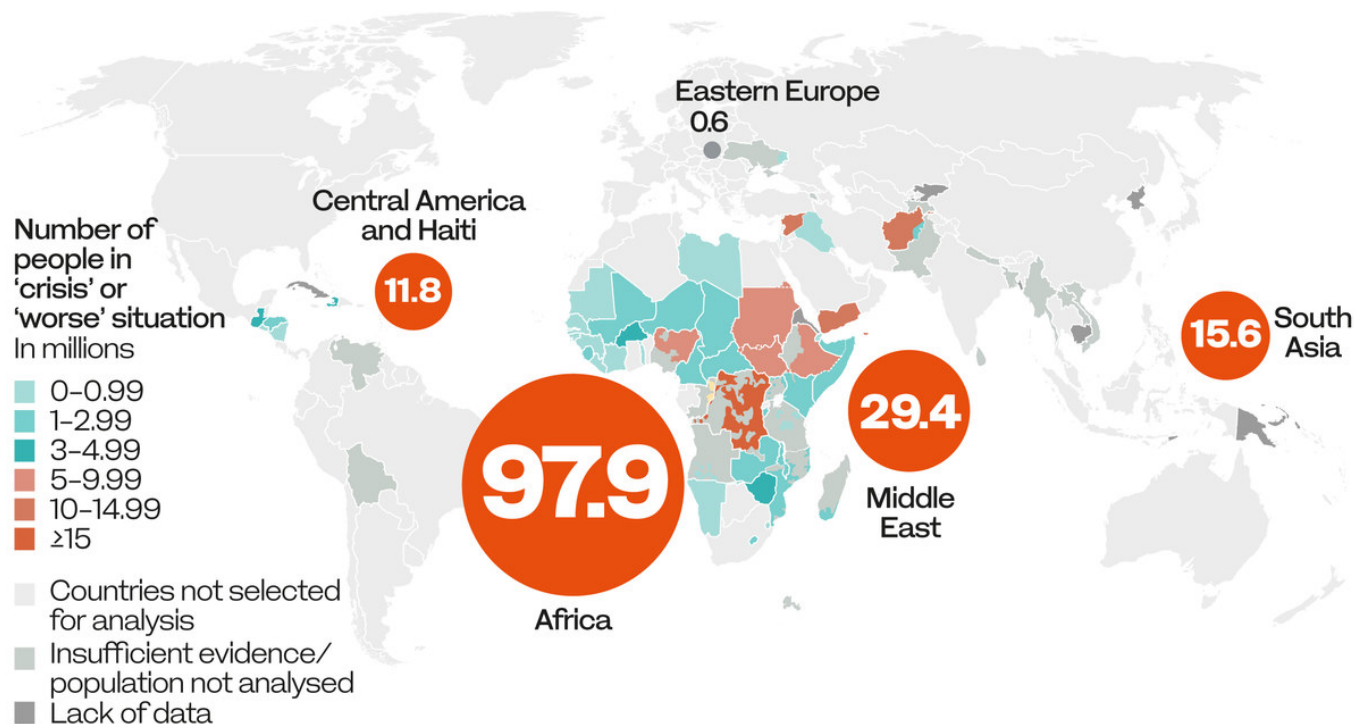 Eastern Europe
0.6
Central America
and Haiti
11.8
Number of
people in
‘crisis’ or
‘worse’ situation
In millions
0–0.99
1–2.99
3–4.99
5–9.99
10–14.99
≥15
Countries not selected
for analysis
Insufficient evidence/
population not analysed
Lack of data
97.9
Africa
29.4
Middle
East
15.6
South
Asia